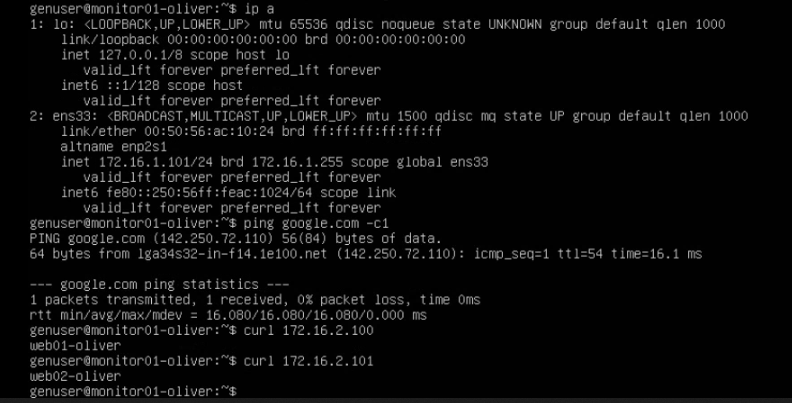 genuser@monitor01-oliver:~$ ip a
1: lo: <LOOPBACK,UP,LOWER_UP> mtu 65536 qdisc noqueue state UNKNOWN group default qlen 1000
    link/loopback 00:00:00:00:00:00 brd 00:00:00:00:00:00
    inet 127.0.0.1/8 scope host lo
       valid_lft forever preferred_lft forever
    inet6 ::1/128 scope host
       valid_lft forever preferred_lft forever
2: ens33: <BROADCAST,MULTICAST,UP,LOWER_UP> mtu 1500 qdisc mq state UP group default qlen 1000
    link/ether 00:50:56:ac:10:24 brd ff:ff:ff:ff:ff:ff
    altname enp2s1
    inet 172.16.1.101/24 brd 172.16.1.255 scope global ens33
       valid_lft forever preferred_lft forever
    inet6 fe80::250:56ff:feac:1024/64 scope link
       valid_lft forever preferred_lft forever
genuser@monitor01-oliver:~$ ping google.com -c1
PING google.com (142.250.72.110) 56(84) bytes of data.
64 bytes from lga34s32-in-f14.1e100.net (142.250.72.110): icmp_seq=1 ttl=54 time=16.1 ms

--- google.com ping statistics ---
1 packets transmitted, 1 received, 0% packet loss, time 0ms
rtt min/avg/max/mdev = 16.080/16.080/16.080/0.000 ms
genuser@monitor01-oliver:~$ curl 172.16.2.100
web01-oliver
genuser@monitor01-oliver:~$ curl 172.16.2.101
web02-oliver
genuser@monitor01-oliver:~$